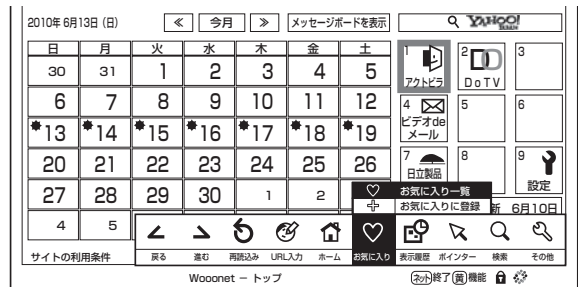 2010年 6月13日（日） ≪ 今月 ≫ メッセージボードを表示 YAHOO! JAPAN
日 月 火 水 木 金 土
30 31 1 2 3 4 5
6 7 8 9 10 11 12
13 14 15 16 17 18 19
20 21 22 23 24 25 26
27 28 29 30 1 2
4 5
1 アクトビラ
2 DoTV
3
4 ビデオde
メール
5
6
7 日立製品
8
9 設定
お気に入り一覧
お気に入りに登録
新 6月10日
サイトの利用条件
戻る 進む 再読込み URL入力 ホーム お気に入り 表示履歴 ポインター 検索 その他
Wooonet − トップ
ネット終了 黄機能